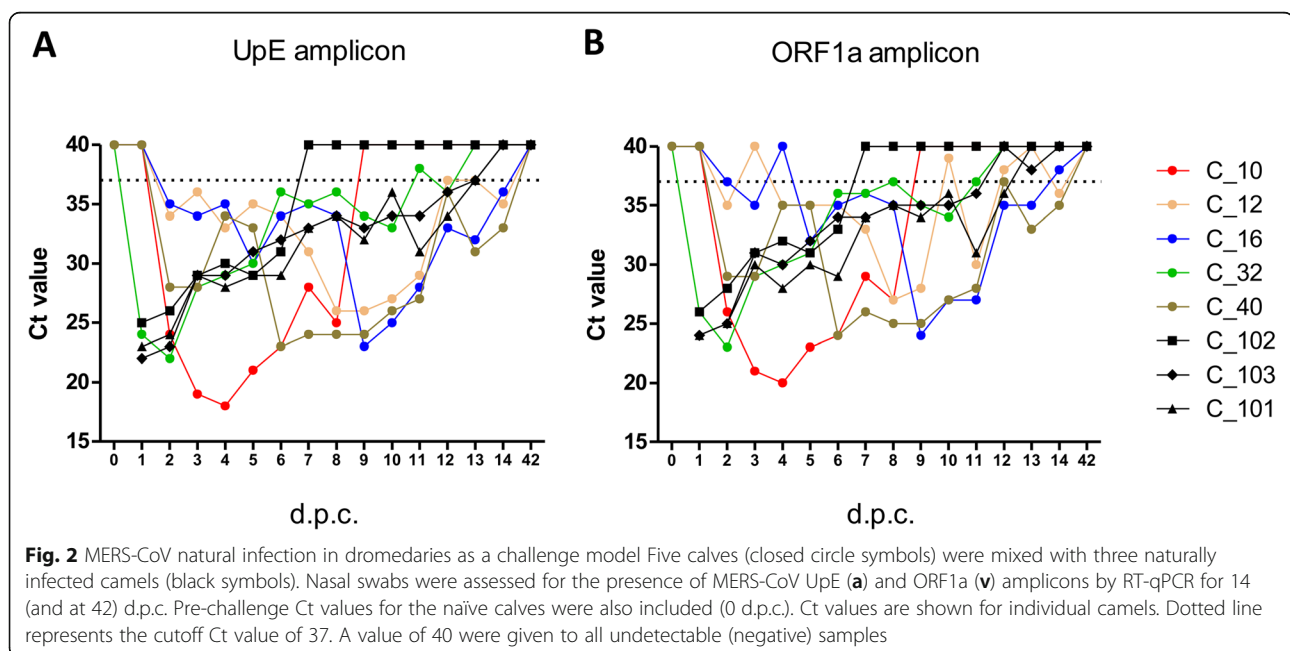 A
UpE amplicon
Ct value
40
35
30
25
20
15
0 1 2 3 4 5 6 7 8 9 10 11 12 13 14 42
d.p.c.
B
ORF1a amplicon
Ct value
40
35
30
25
20
15
0 1 2 3 4 5 6 7 8 9 10 11 12 13 14 42
d.p.c.
C_10
C_12
C_16
C_32
C_40
C_102
C_103
C_101
Fig. 2 MERS-CoV natural infection in dromedaries as a challenge model Five calves (closed circle symbols) were mixed with three naturally
infected camels (black symbols). Nasal swabs were assessed for the presence of MERS-CoV UpE (a) and ORF1a (v) amplicons by RT-qPCR for 14
(and at 42) d.p.c. Pre-challenge Ct values for the naïve calves were also included (0 d.p.c.). Ct values are shown for individual camels. Dotted line
represents the cutoff Ct value of 37. A value of 40 were given to all undetectable (negative) samples